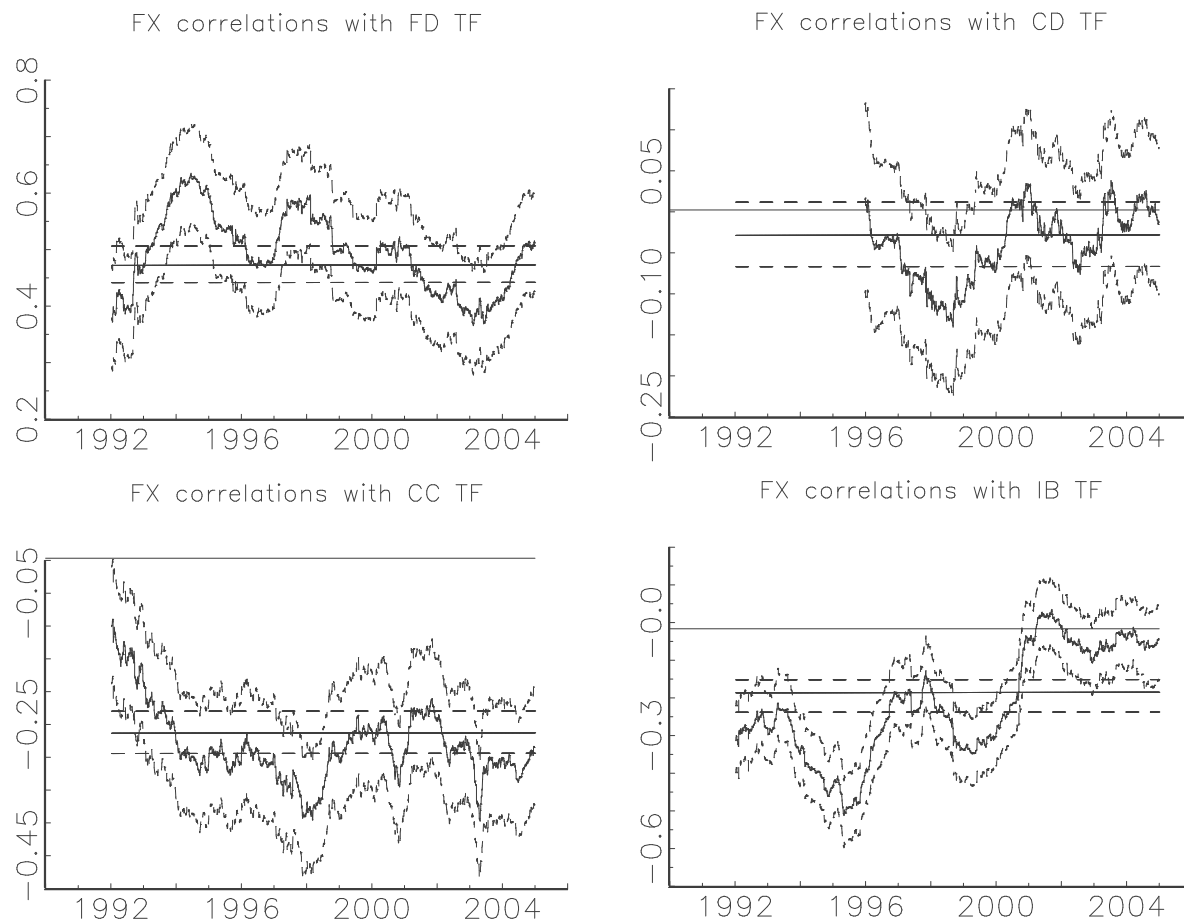 FX correlations with FD TF
0.8
0.6
0.4
0.2
1992 1996 2000 2004
FX correlations with CD TF
0.05
−0.10
−0.25
1992 1996 2000 2004
FX correlations with CC TF
−0.05
−0.25
−0.45
1992 1996 2000 2004
FX correlations with IB TF
−0.0
−0.3
−0.6
1992 1996 2000 2004